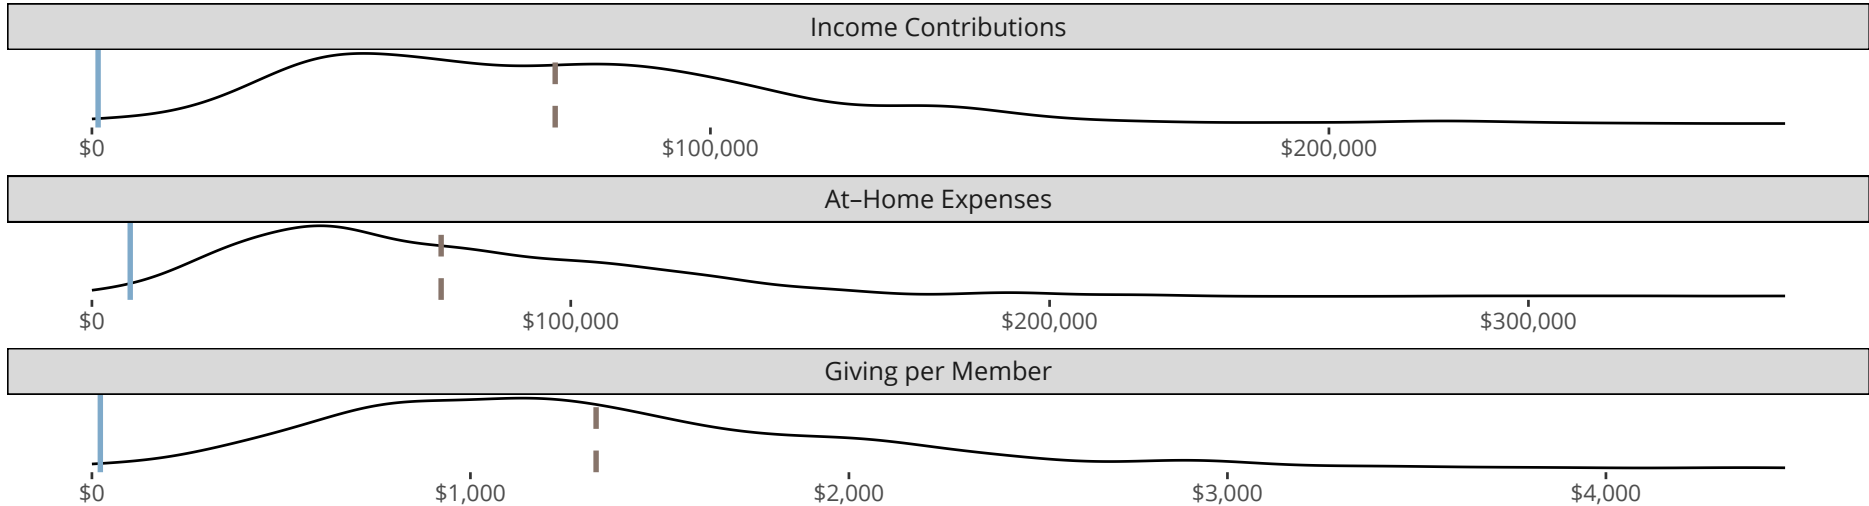 Income Contributions
$0 $100,000 $200,000
At–Home Expenses
$0 $100,000 $200,000 $300,000
Giving per Member
$0 $1,000 $2,000 $3,000 $4,000